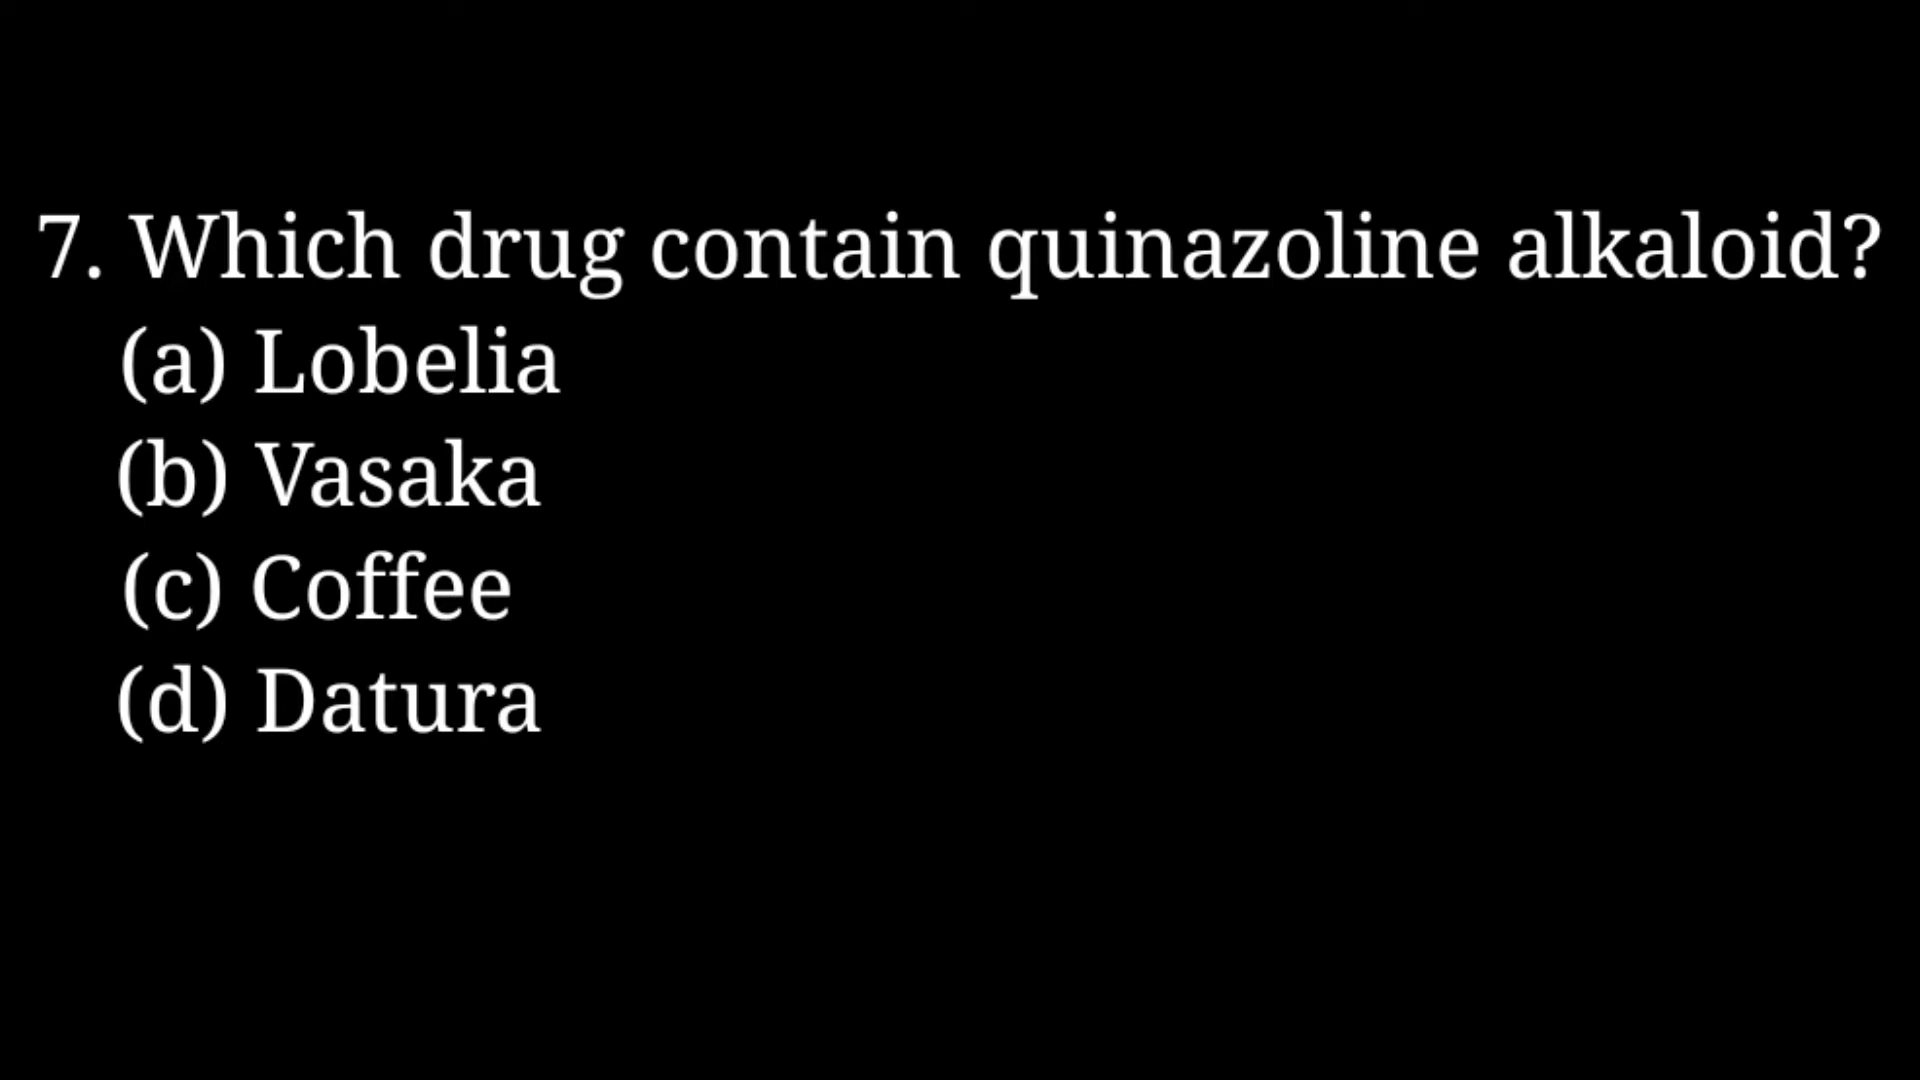 7. Which drug contain quinazoline alkaloid?
(a) Lobelia
(b) Vasaka
(c) Coffee
(d) Datura